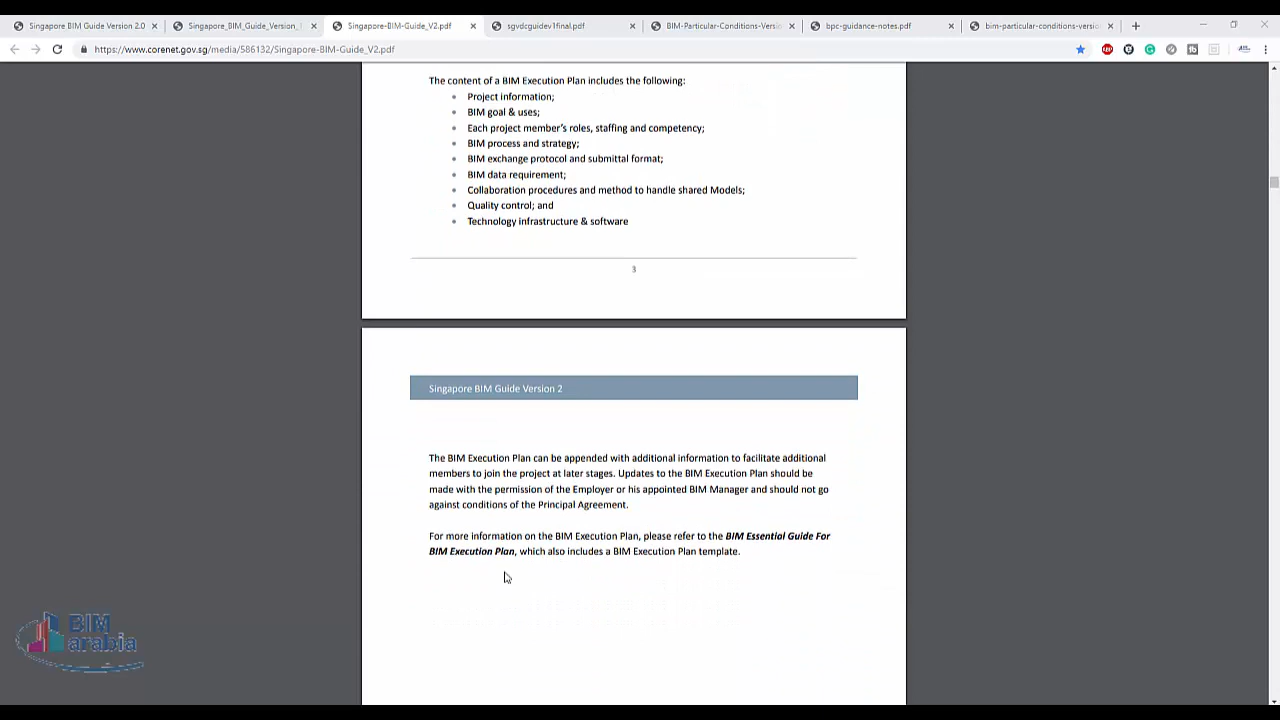 Singapore BIM Guide Version 2.0
Singapore_BIM_Guide_Version_
Singapore-BIM-Guide_V2.pdf
sgvdcguidev1final.pdf
BIM-Particular-Conditions-Versio
bpc-guidance-notes.pdf
bim-particular-conditions-versio
https://www.corenet.gov.sg/media/586132/Singapore-BIM-Guide_V2.pdf
The content of a BIM Execution Plan includes the following:
• Project information;
• BIM goal & uses;
• Each project member's roles, staffing and competency;
• BIM process and strategy;
• BIM exchange protocol and submittal format;
• BIM data requirement;
• Collaboration procedures and method to handle shared Models;
• Quality control; and
• Technology infrastructure & software
3
Singapore BIM Guide Version 2
The BIM Execution Plan can be appended with additional information to facilitate additional
members to join the project at later stages. Updates to the BIM Execution Plan should be
made with the permission of the Employer or his appointed BIM Manager and should not go
against conditions of the Principal Agreement.
For more information on the BIM Execution Plan, please refer to the BIM Essential Guide For
BIM Execution Plan, which also includes a BIM Execution Plan template.
BIM
arabia